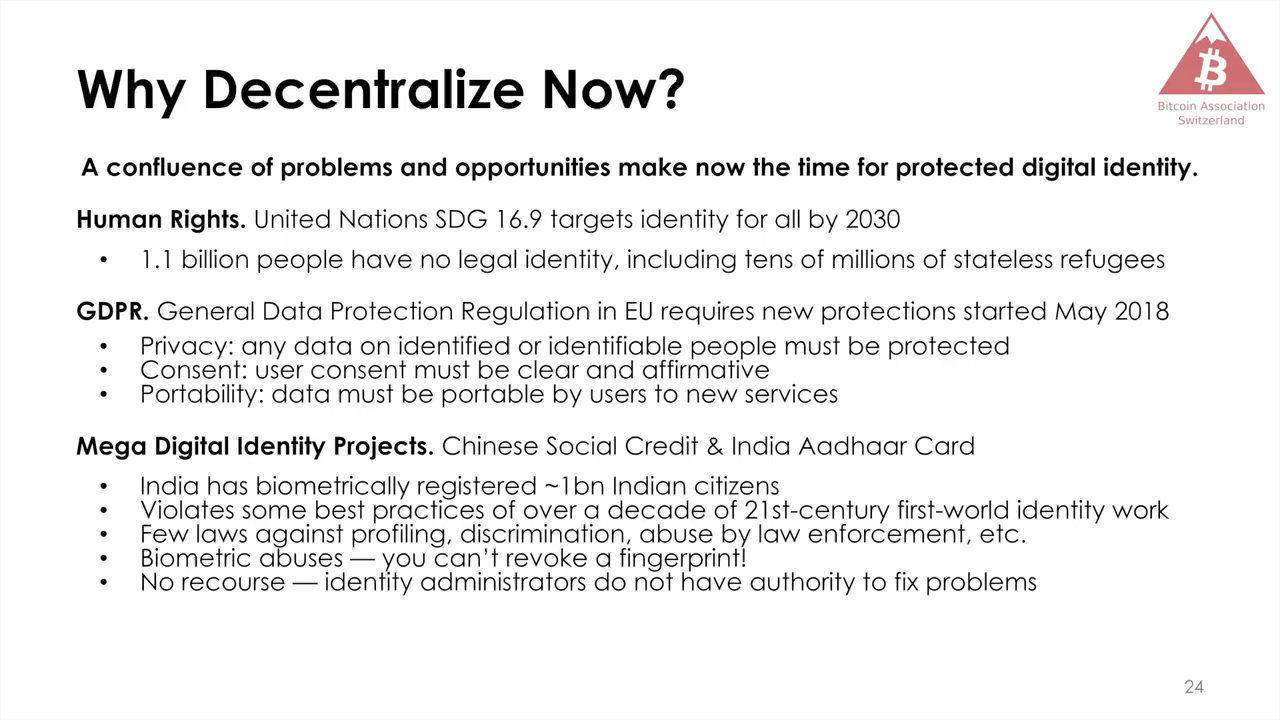 Why Decentralize Now?
Bitcoin Association
Switzerland
A confluence of problems and opportunities make now the time for protected digital identity.
Human Rights. United Nations SDG 16.9 targets identity for all by 2030
• 1.1 billion people have no legal identity, including tens of millions of stateless refugees
GDPR. General Data Protection Regulation in EU requires new protections started May 2018
• Privacy: any data on identified or identifiable people must be protected
• Consent: user consent must be clear and affirmative
• Portability: data must be portable by users to new services
Mega Digital Identity Projects. Chinese Social Credit & India Aadhaar Card
• India has biometrically registered ~1bn Indian citizens
• Violates some best practices of over a decade of 21st-century first-world identity work
• Few laws against profiling, discrimination, abuse by law enforcement, etc.
• Biometric abuses — you can’t revoke a fingerprint!
• No recourse — identity administrators do not have authority to fix problems
24